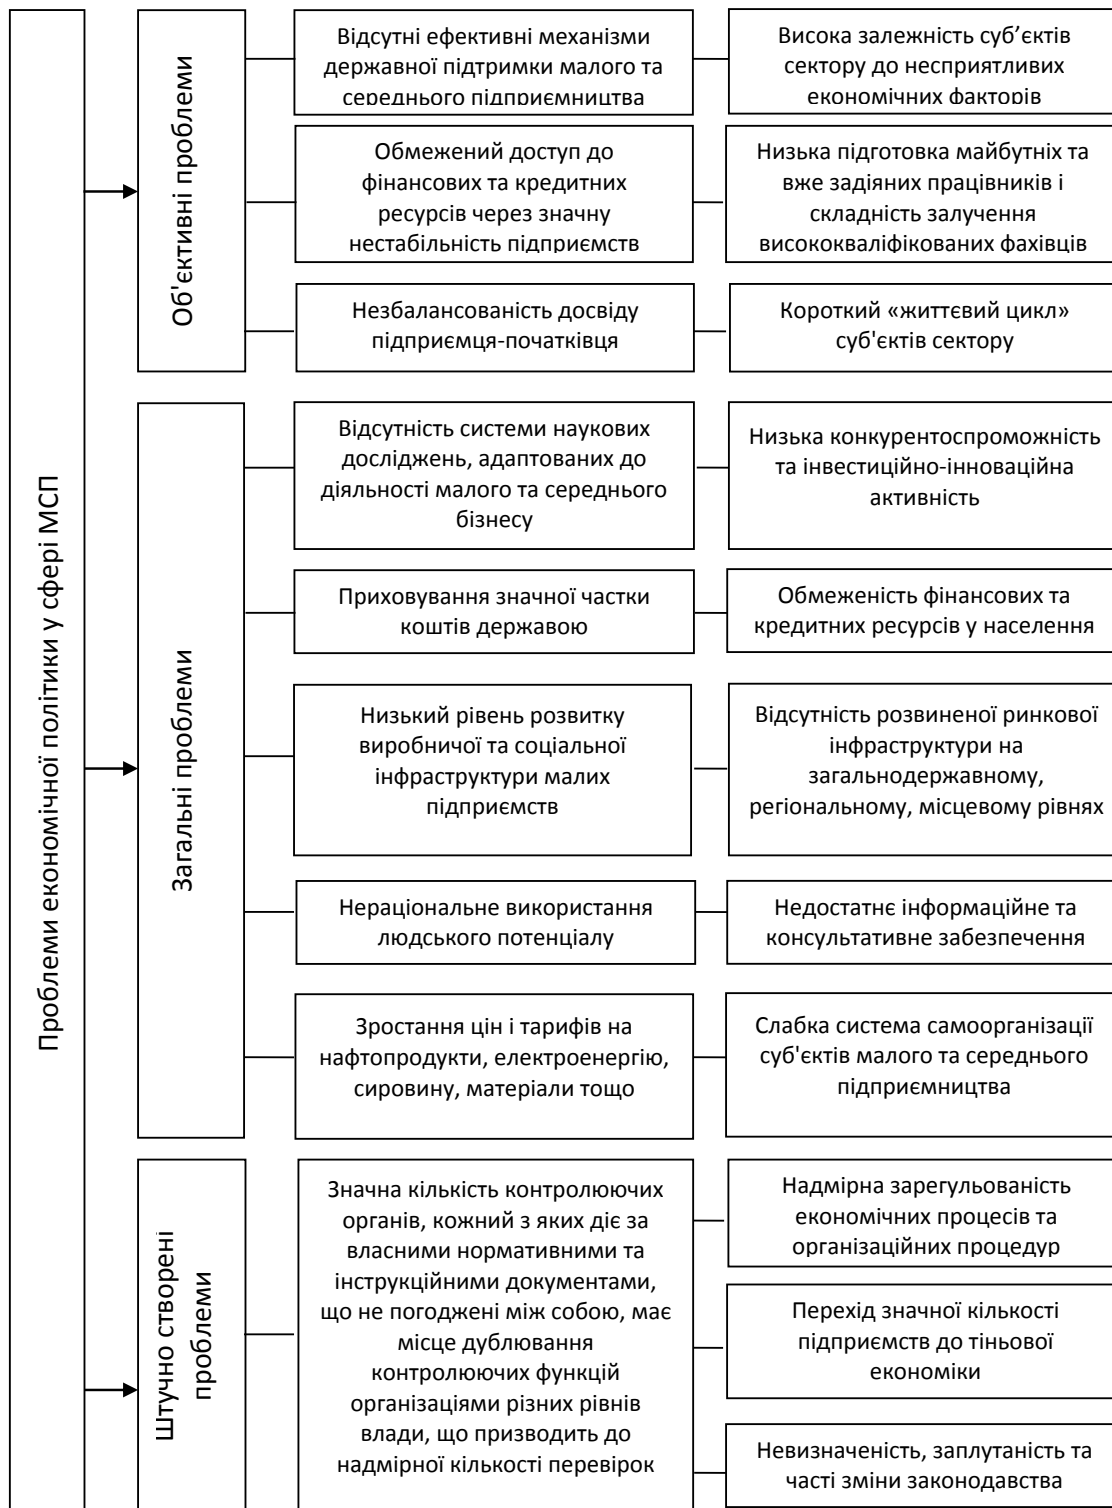 Проблеми економічної політики у сфері МСП
Об'єктивні проблеми
Відсутні ефективні механізми
державної підтримки малого та
середнього підприємництва
Висока залежність суб’єктів
сектору до несприятливих
економічних факторів
Обмежений доступ до
фінансових та кредитних
ресурсів через значну
нестабільність підприємств
Низька підготовка майбутніх та
вже задіяних працівників і
складність залучення
висококваліфікованих фахівців
Незбалансованість досвіду
підприємця-початківця
Короткий «життєвий цикл»
суб'єктів сектору
Загальні проблеми
Відсутність системи наукових
досліджень, адаптованих до
діяльності малого та середнього
бізнесу
Низька конкурентоспроможність
та інвестиційно-інноваційна
активність
Приховування значної частки
коштів державою
Обмеженість фінансових та
кредитних ресурсів у населення
Низький рівень розвитку
виробничої та соціальної
інфраструктури малих
підприємств
Відсутність розвиненої ринкової
інфраструктури на
загальнодержавному,
регіональному, місцевому рівнях
Нераціональне використання
людського потенціалу
Недостатнє інформаційне та
консультативне забезпечення
Зростання цін і тарифів на
нафтопродукти, електроенергію,
сировину, матеріали тощо
Слабка система самоорганізації
суб'єктів малого та середнього
підприємництва
Штучно створені
проблеми
Значна кількість контролюючих
органів, кожний з яких діє за
власними нормативними та
інструкційними документами,
що не погоджені між собою, має
місце дублювання
контролюючих функцій
організаціями різних рівнів
влади, що призводить до
надмірної кількості перевірок
Надмірна зарегульованість
економічних процесів та
організаційних процедур
Перехід значної кількості
підприємств до тіньової
економіки
Невизначеність, заплутаність та
часті зміни законодавства